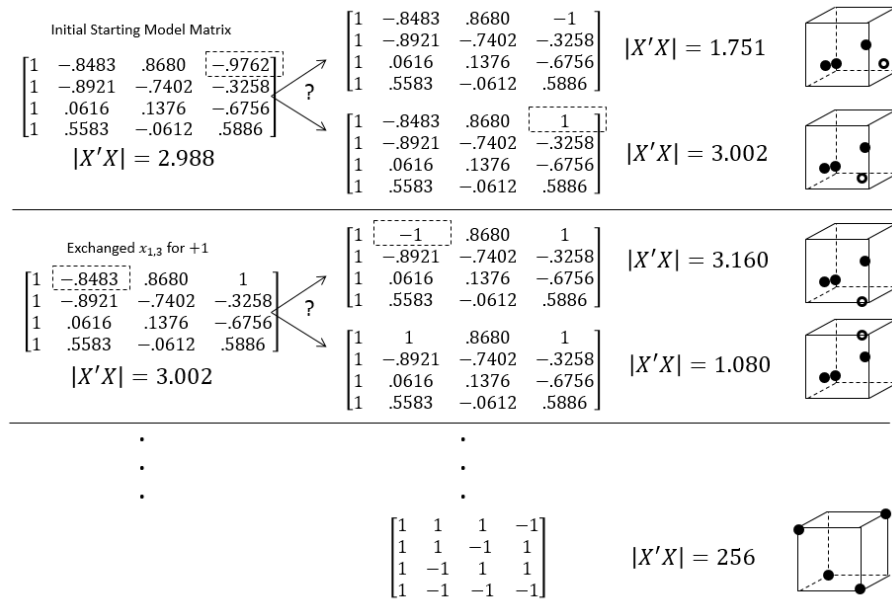 Initial Starting Model Matrix
[1 −.8483 .8680 −.9762
1 −.8921 −.7402 −.3258
1 .0616 .1376 −.6756
1 .5583 −.0612 .5886]
|X′X| = 2.988
?
[1 −.8483 .8680 −1
1 −.8921 −.7402 −.3258
1 .0616 .1376 −.6756
1 .5583 −.0612 .5886]
|X′X| = 1.751
[1 −.8483 .8680 1
1 −.8921 −.7402 −.3258
1 .0616 .1376 −.6756
1 .5583 −.0612 .5886]
|X′X| = 3.002
Exchanged x₁,₃ for +1
[1 −.8483 .8680 1
1 −.8921 −.7402 −.3258
1 .0616 .1376 −.6756
1 .5583 −.0612 .5886]
|X′X| = 3.002
?
[1 −1 .8680 1
1 −.8921 −.7402 −.3258
1 .0616 .1376 −.6756
1 .5583 −.0612 .5886]
|X′X| = 3.160
[1 1 .8680 1
1 −.8921 −.7402 −.3258
1 .0616 .1376 −.6756
1 .5583 −.0612 .5886]
|X′X| = 1.080
[1 1 1 −1
1 1 −1 1
1 −1 1 1
1 −1 −1 −1]
|X′X| = 256